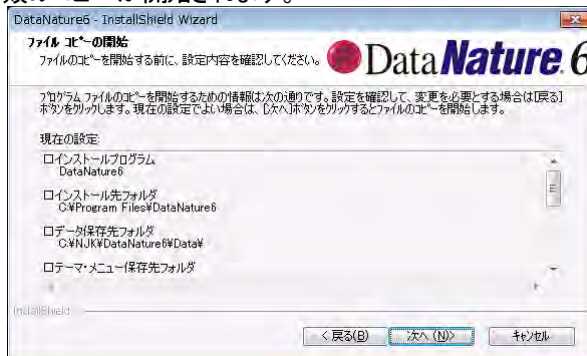 DataNature6 - InstallShield Wizard
ファイル コピーの開始
ファイルのコピーを開始する前に、設定内容を確認してください。
Data Nature. 6
プログラム ファイルのコピーを開始するための情報は次の通りです。設定を確認して、変更を必要とする場合は[戻る]
ボタンをクリックします。現在の設定でよい場合は、[次へ]ボタンをクリックするとファイルのコピーを開始します。
現在の設定:
ロインストールプログラム
DataNature6
ロインストール先フォルダ
C:¥Program Files¥DataNature6
ロデータ保存先フォルダ
C:¥NJK¥DataNature6¥Data¥
ロテーマ・メニュー保存先フォルダ
InstallShield
< 戻る(B)
次へ (N)>
キャンセル